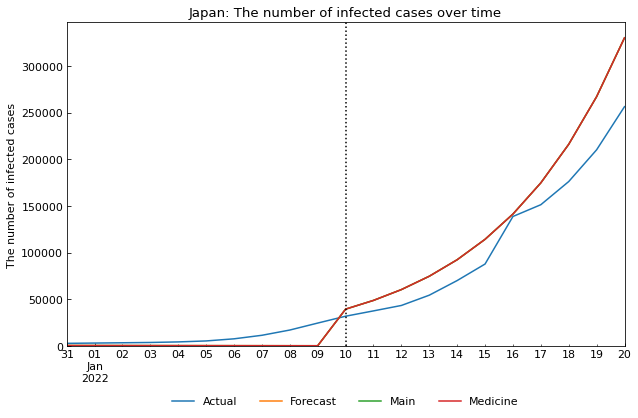 Japan: The number of infected cases over time
The number of infected cases
300000
250000
200000
150000
100000
50000
0
31 01 02 03 04 05 06 07 08 09 10 11 12 13 14 15 16 17 18 19 20
Jan
2022
Actual Forecast Main Medicine